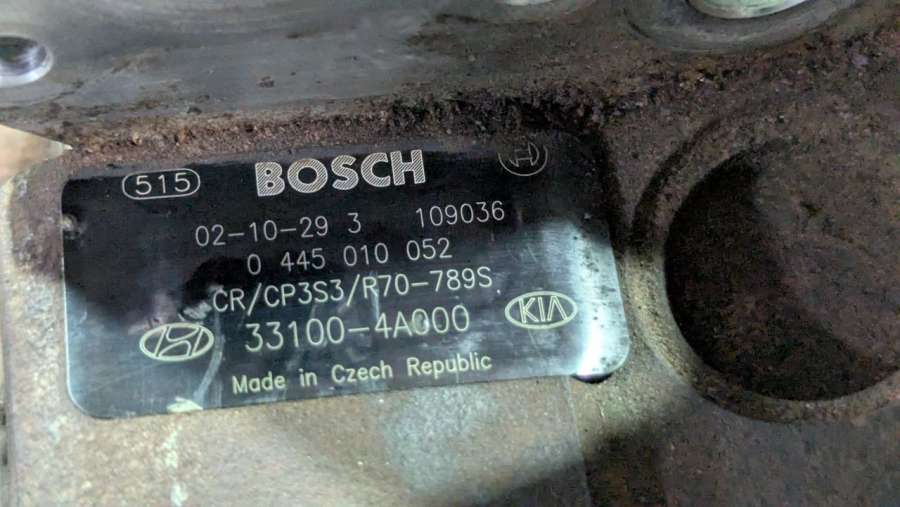 515 BOSCH
02-10-29 3 109036
0 445 010 052
CR/CP3S3/R70-789S
33100-4A000 KIA
Made in Czech Republic